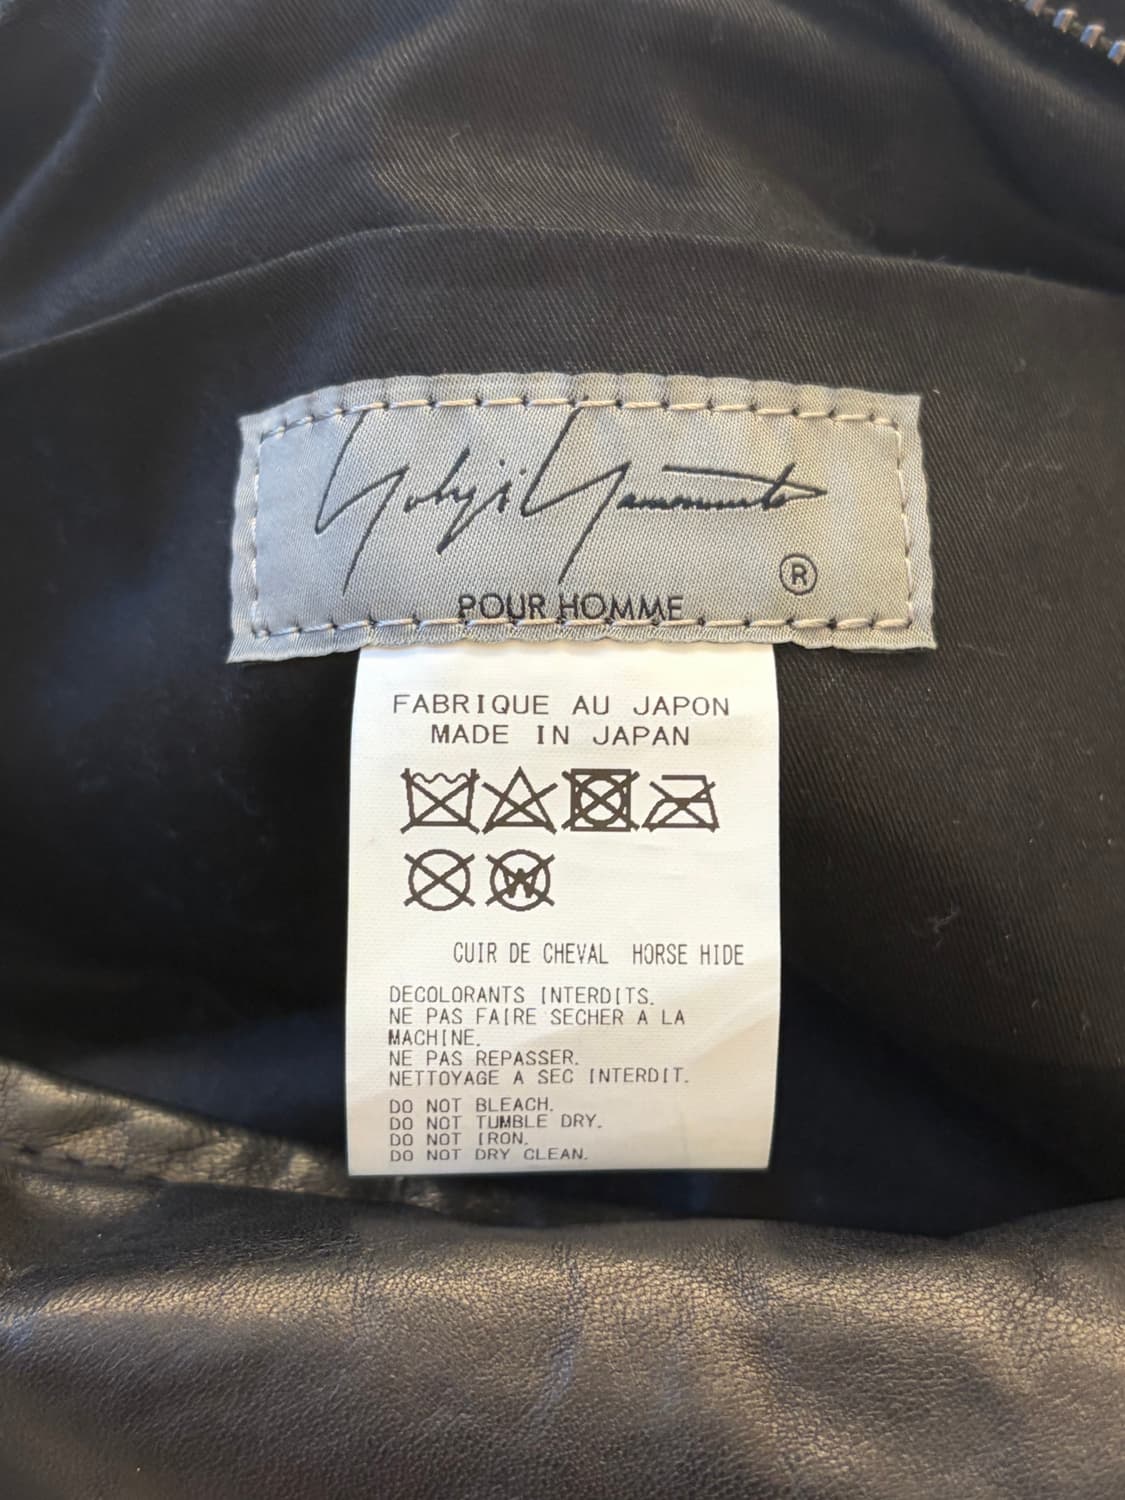 Yohji Yamamoto
®
POUR HOMME
FABRIQUE AU JAPON
MADE IN JAPAN
W
CUIR DE CHEVAL HORSE HIDE
DECOLORANTS INTERDITS.
NE PAS FAIRE SECHER A LA
MACHINE.
NE PAS REPASSER.
NETTOYAGE A SEC INTERDIT.
DO NOT BLEACH.
DO NOT TUMBLE DRY.
DO NOT IRON.
DO NOT DRY CLEAN.